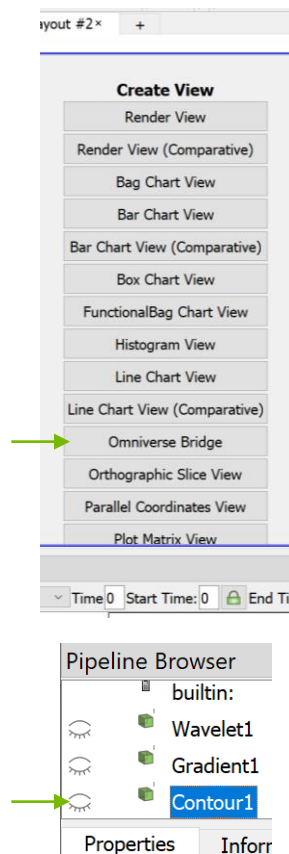 ayout #2× +
Create View
Render View
Render View (Comparative)
Bag Chart View
Bar Chart View
Bar Chart View (Comparative)
Box Chart View
FunctionalBag Chart View
Histogram View
Line Chart View
Line Chart View (Comparative)
Omniverse Bridge
Orthographic Slice View
Parallel Coordinates View
Plot Matrix View
Time 0 Start Time: 0 End Ti
Pipeline Browser
builtin:
Wavelet1
Gradient1
Contour1
Properties Inforr